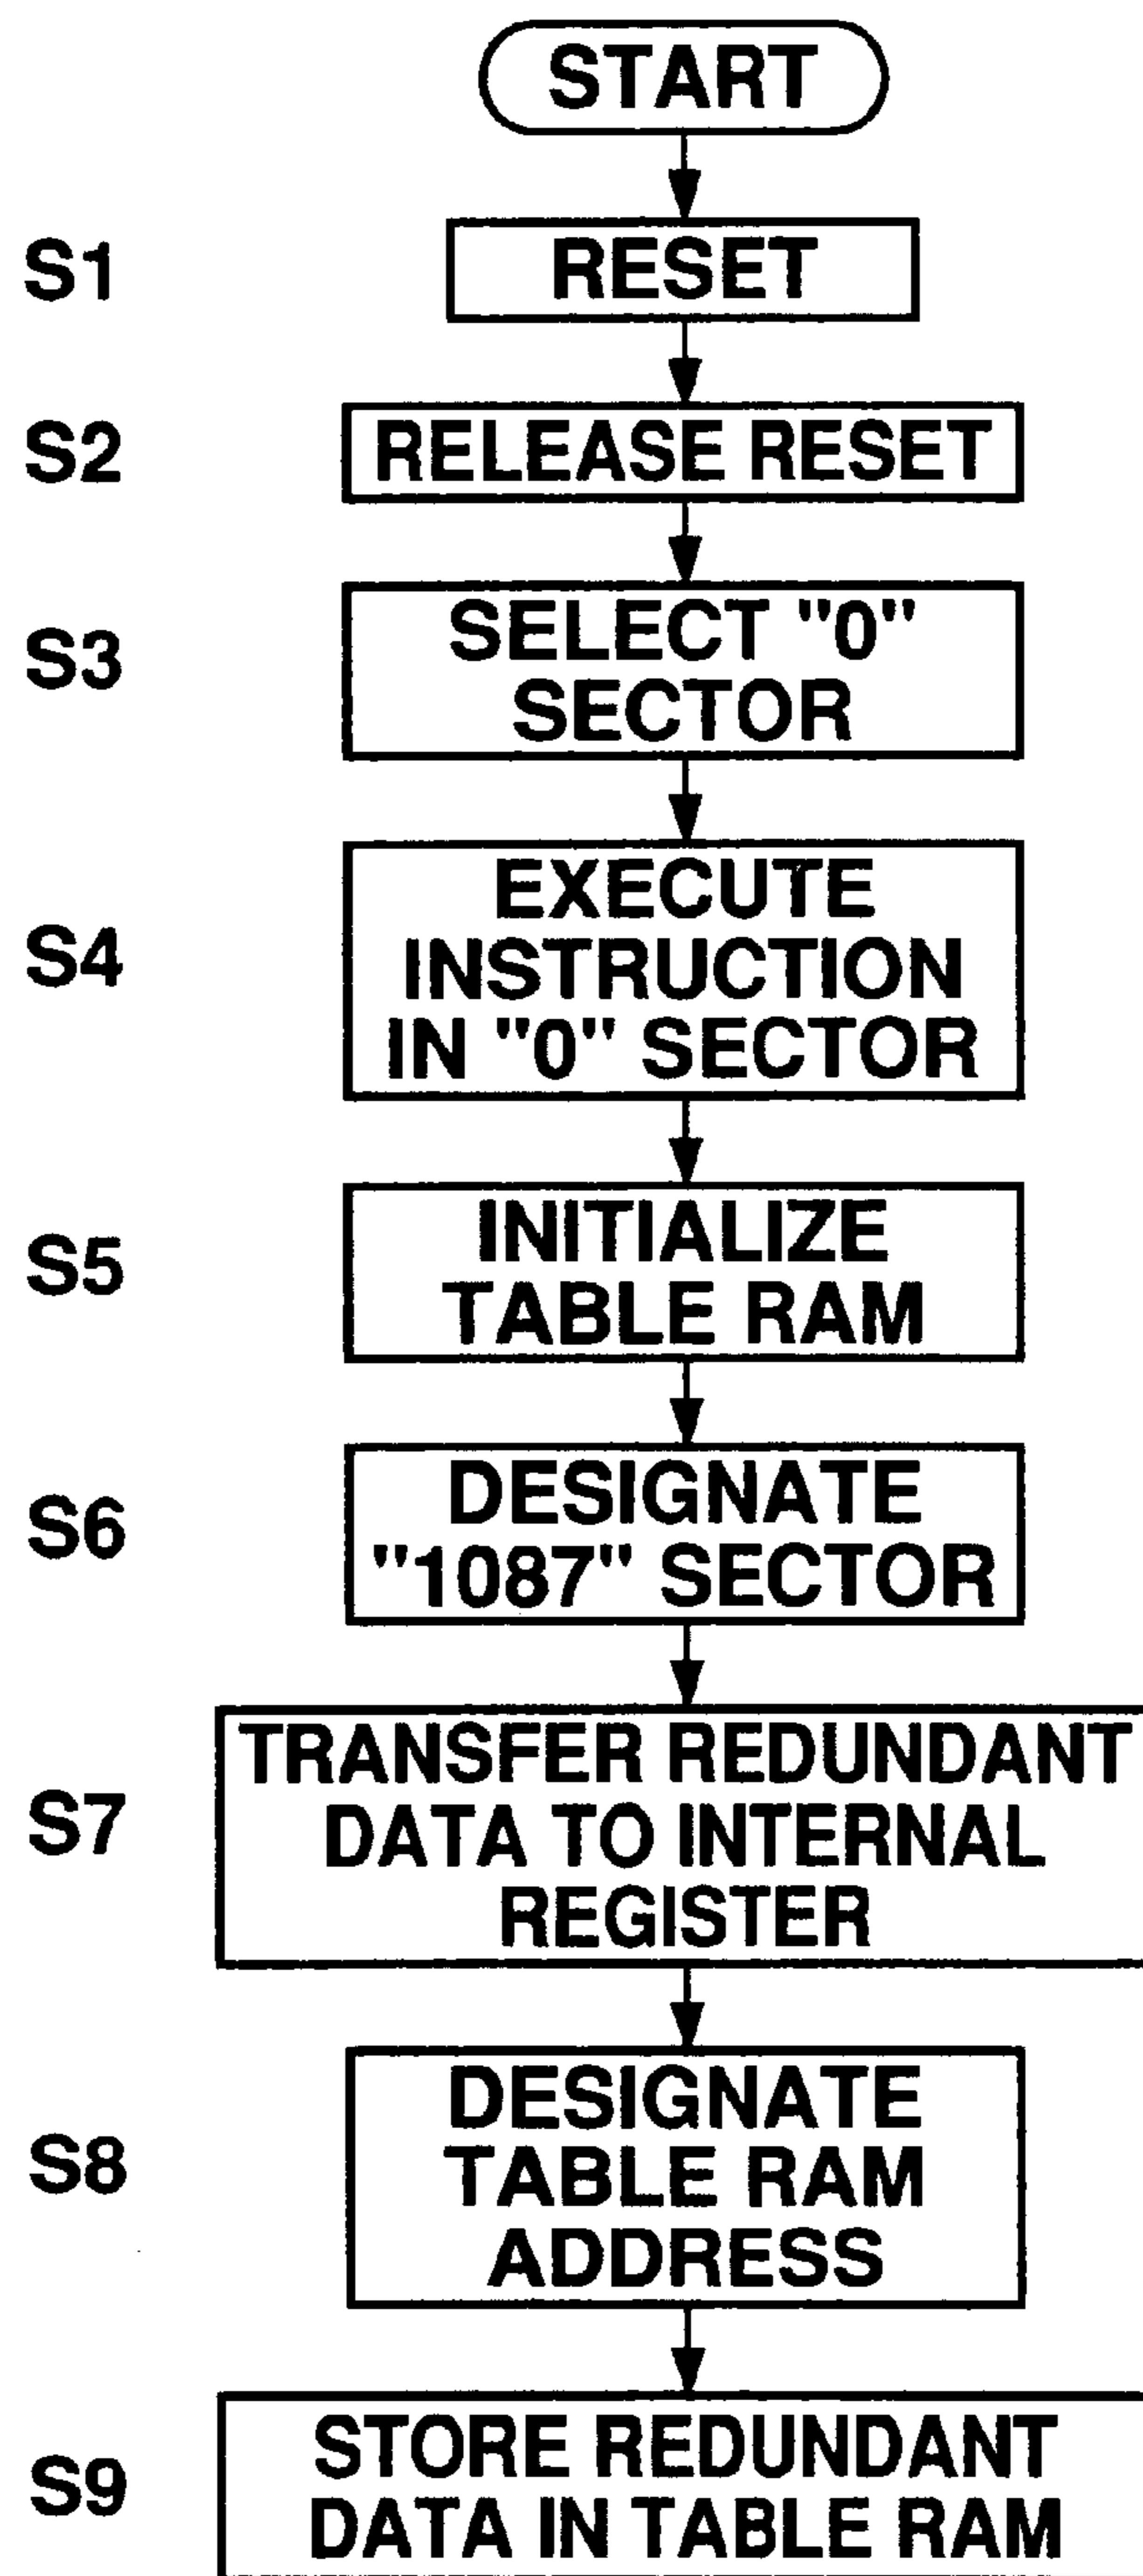 START
S1
RESET
S2
RELEASE RESET
S3
SELECT "0"
SECTOR
S4
EXECUTE
INSTRUCTION
IN "0" SECTOR
S5
INITIALIZE
TABLE RAM
S6
DESIGNATE
"1087" SECTOR
S7
TRANSFER REDUNDANT
DATA TO INTERNAL
REGISTER
S8
DESIGNATE
TABLE RAM
ADDRESS
S9
STORE REDUNDANT
DATA IN TABLE RAM